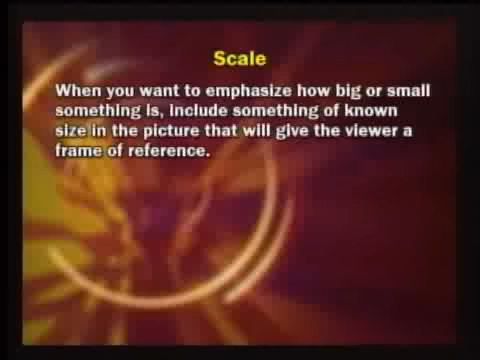 Scale
When you want to emphasize how big or small
something is, include something of known
size in the picture that will give the viewer a
frame of reference.